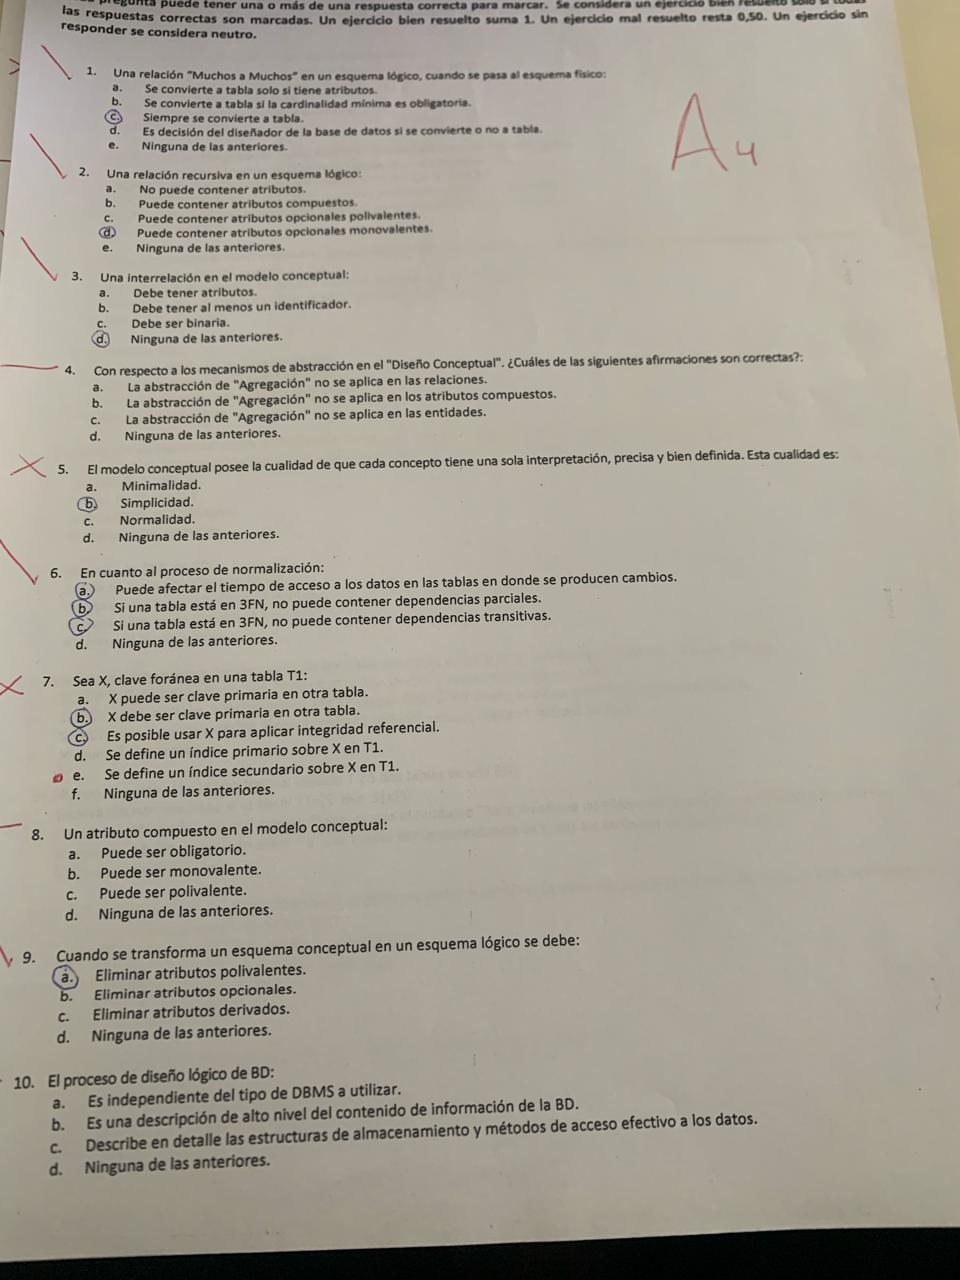 pregunta puede tener una o más de una respuesta correcta para marcar. Se considera un ejercicio bien resuelto solo si todas
las respuestas correctas son marcadas. Un ejercicio bien resuelto suma 1. Un ejercicio mal resuelto resta 0,50. Un ejercicio sin
responder se considera neutro.
A4
1. Una relación "Muchos a Muchos" en un esquema lógico, cuando se pasa al esquema físico:
a. Se convierte a tabla solo si tiene atributos.
b. Se convierte a tabla si la cardinalidad mínima es obligatoria.
c. Siempre se convierte a tabla.
d. Es decisión del diseñador de la base de datos si se convierte o no a tabla.
e. Ninguna de las anteriores.
2. Una relación recursiva en un esquema lógico:
a. No puede contener atributos.
b. Puede contener atributos compuestos.
c. Puede contener atributos opcionales polivalentes.
d. Puede contener atributos opcionales monovalentes.
e. Ninguna de las anteriores.
3. Una interrelación en el modelo conceptual:
a. Debe tener atributos.
b. Debe tener al menos un identificador.
c. Debe ser binaria.
d. Ninguna de las anteriores.
4. Con respecto a los mecanismos de abstracción en el "Diseño Conceptual". ¿Cuáles de las siguientes afirmaciones son correctas?:
a. La abstracción de "Agregación" no se aplica en las relaciones.
b. La abstracción de "Agregación" no se aplica en los atributos compuestos.
c. La abstracción de "Agregación" no se aplica en las entidades.
d. Ninguna de las anteriores.
5. El modelo conceptual posee la cualidad de que cada concepto tiene una sola interpretación, precisa y bien definida. Esta cualidad es:
a. Minimalidad.
b. Simplicidad.
c. Normalidad.
d. Ninguna de las anteriores.
6. En cuanto al proceso de normalización:
a. Puede afectar el tiempo de acceso a los datos en las tablas en donde se producen cambios.
b. Si una tabla está en 3FN, no puede contener dependencias parciales.
c. Si una tabla está en 3FN, no puede contener dependencias transitivas.
d. Ninguna de las anteriores.
7. Sea X, clave foránea en una tabla T1:
a. X puede ser clave primaria en otra tabla.
b. X debe ser clave primaria en otra tabla.
c. Es posible usar X para aplicar integridad referencial.
d. Se define un índice primario sobre X en T1.
e. Se define un índice secundario sobre X en T1.
f. Ninguna de las anteriores.
8. Un atributo compuesto en el modelo conceptual:
a. Puede ser obligatorio.
b. Puede ser monovalente.
c. Puede ser polivalente.
d. Ninguna de las anteriores.
9. Cuando se transforma un esquema conceptual en un esquema lógico se debe:
a. Eliminar atributos polivalentes.
b. Eliminar atributos opcionales.
c. Eliminar atributos derivados.
d. Ninguna de las anteriores.
10. El proceso de diseño lógico de BD:
a. Es independiente del tipo de DBMS a utilizar.
b. Es una descripción de alto nivel del contenido de información de la BD.
c. Describe en detalle las estructuras de almacenamiento y métodos de acceso efectivo a los datos.
d. Ninguna de las anteriores.